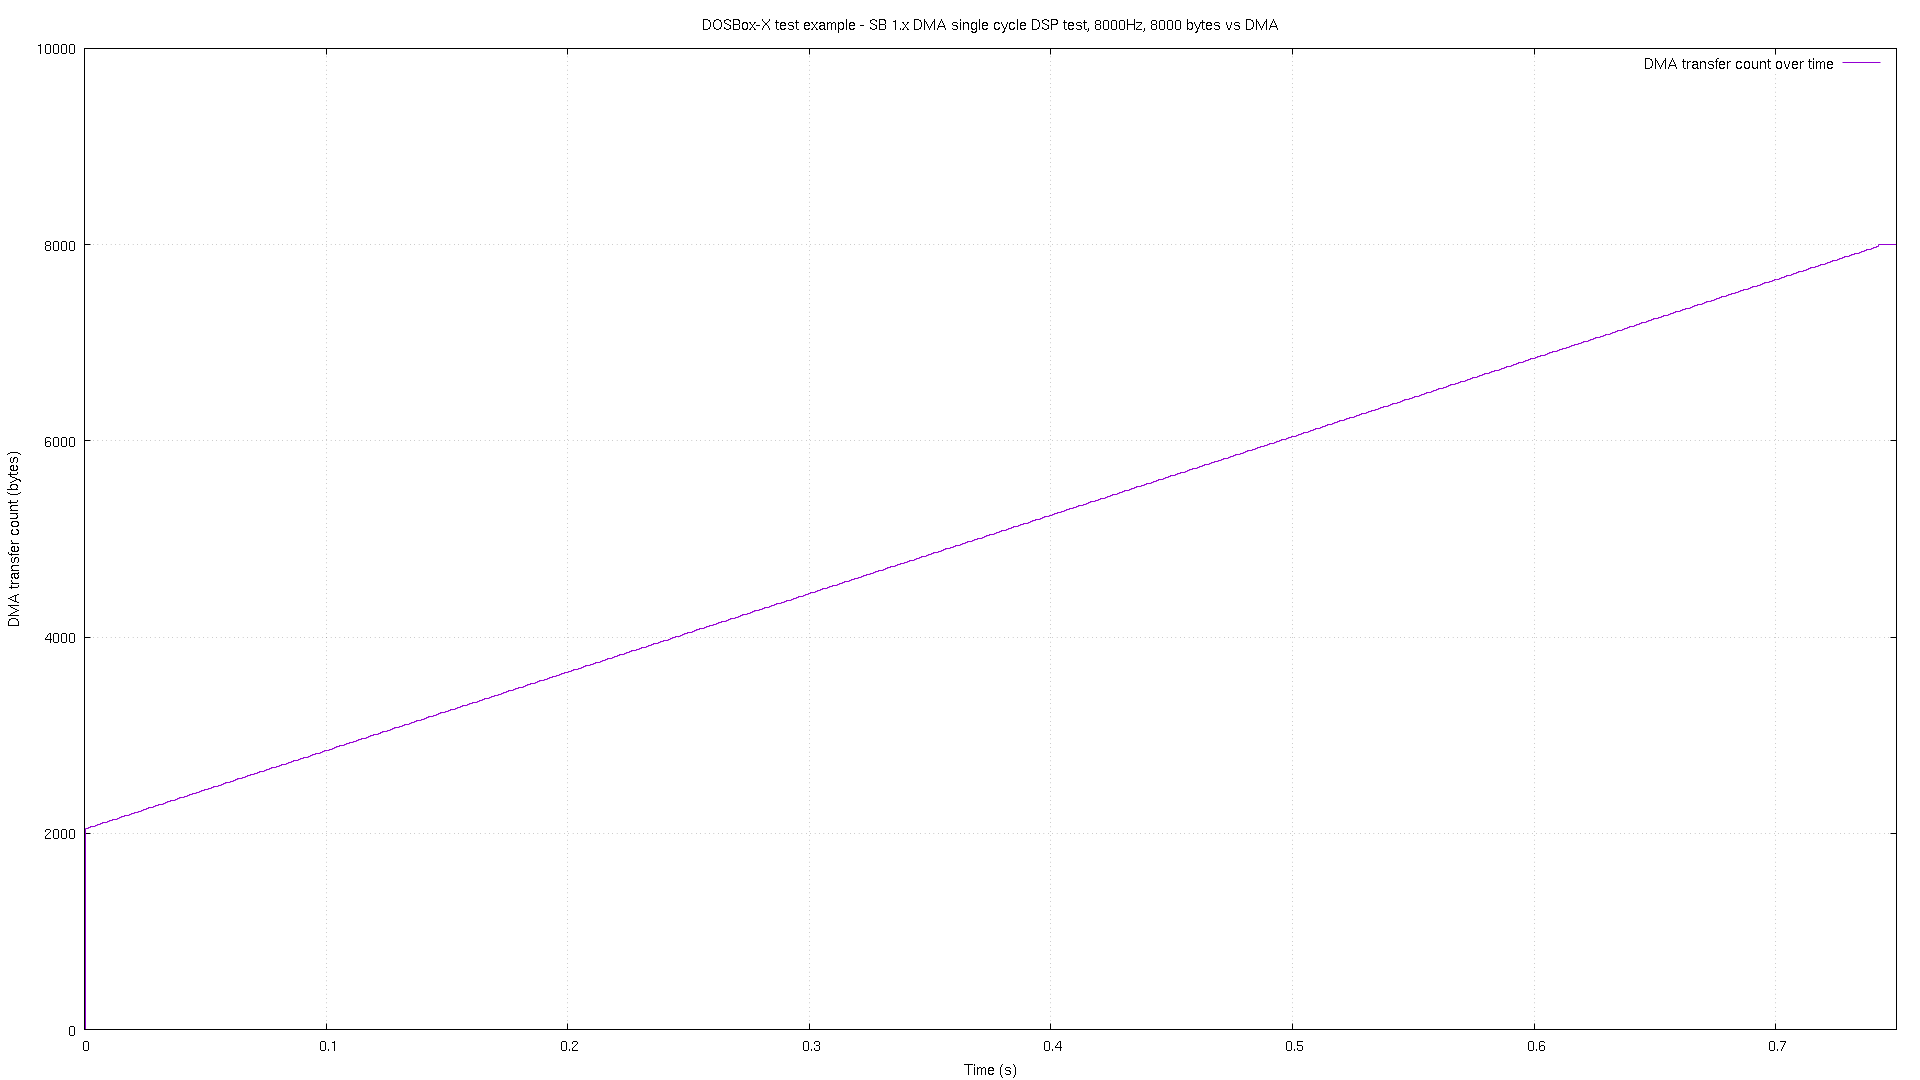 DOSBox-X test example - SB 1.x DMA single cycle DSP test, 8000Hz, 8000 bytes vs DMA
DMA transfer count over time
10000
8000
6000
4000
2000
0
DMA transfer count (bytes)
0 0.1 0.2 0.3 0.4 0.5 0.6 0.7
Time (s)